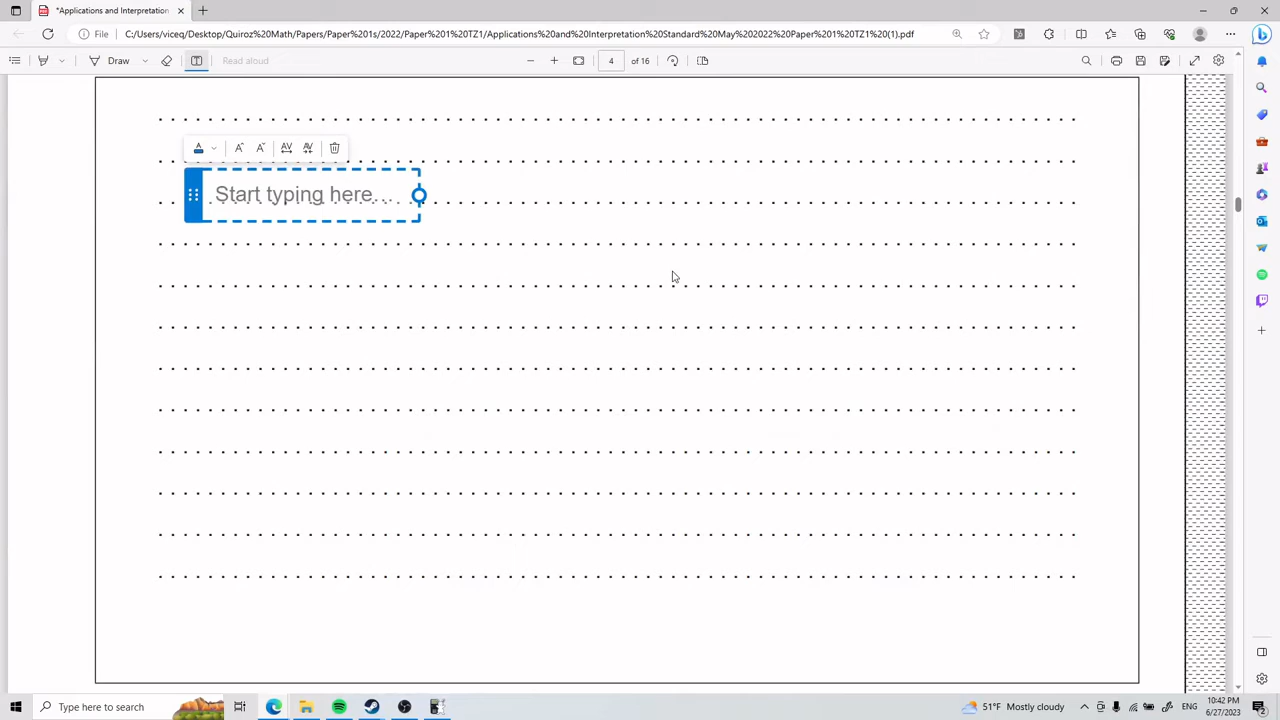 *Applications and Interpretation
File
C:/Users/viceq/Desktop/Quiroz%20Math/Papers/Paper%201s/2022/Paper%201%20TZ1/Applications%20and%20Interpretation%20Standard%20May%202022%20Paper%201%20TZ1%20(1).pdf
Draw
Read aloud
4
of 16
Start typing here...
Type here to search
51°F Mostly cloudy
ENG
10:42 PM
6/27/2023
2